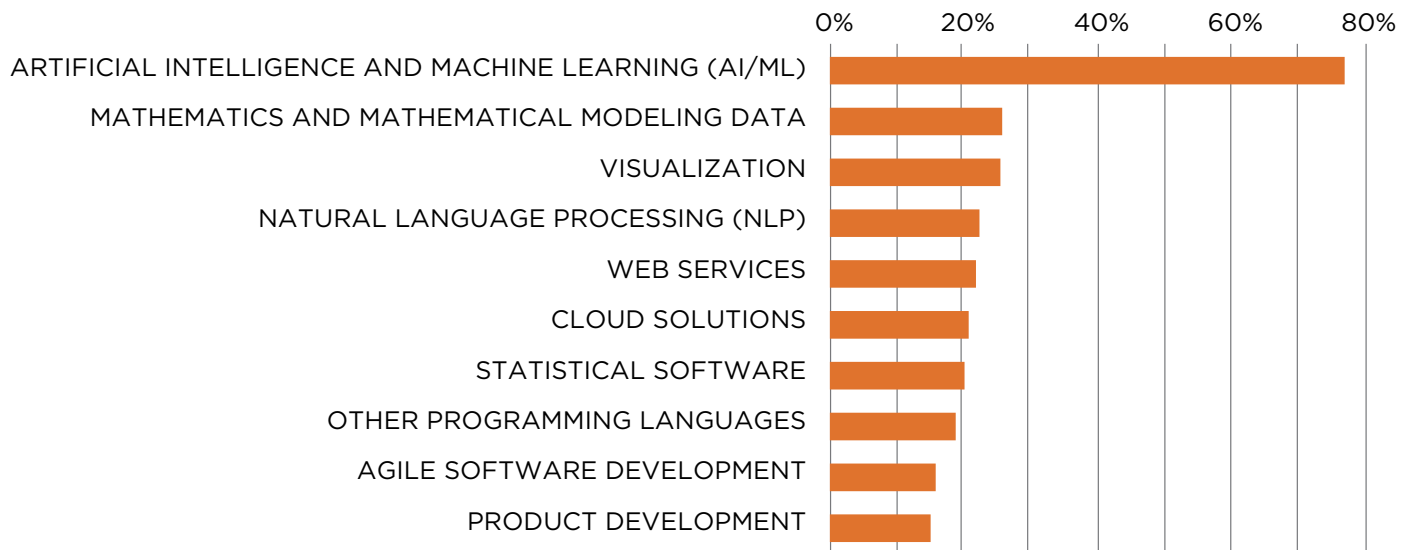 0% 20% 40% 60% 80%
ARTIFICIAL INTELLIGENCE AND MACHINE LEARNING (AI/ML)
MATHEMATICS AND MATHEMATICAL MODELING DATA
VISUALIZATION
NATURAL LANGUAGE PROCESSING (NLP)
WEB SERVICES
CLOUD SOLUTIONS
STATISTICAL SOFTWARE
OTHER PROGRAMMING LANGUAGES
AGILE SOFTWARE DEVELOPMENT
PRODUCT DEVELOPMENT